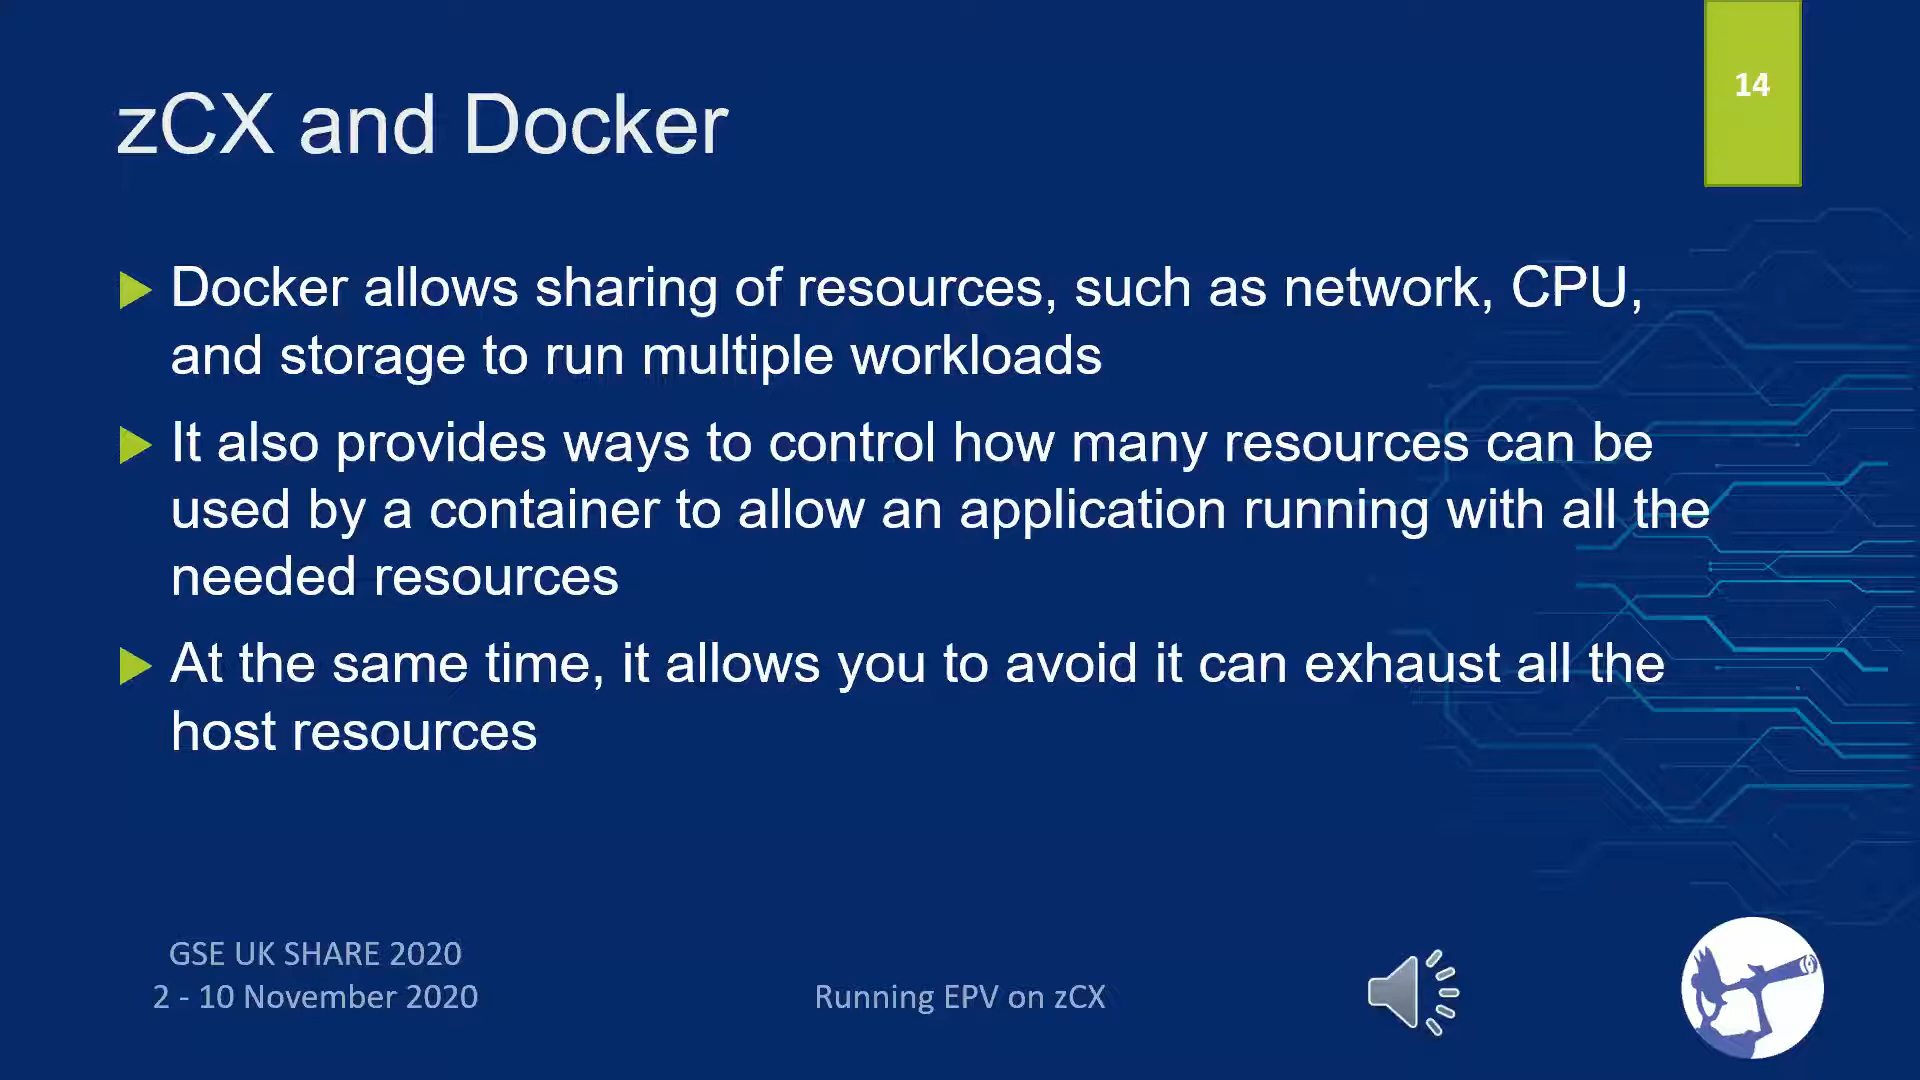 14
zCX and Docker
Docker allows sharing of resources, such as network, CPU,
and storage to run multiple workloads
It also provides ways to control how many resources can be
used by a container to allow an application running with all the
needed resources
At the same time, it allows you to avoid it can exhaust all the
host resources
GSE UK SHARE 2020
2 - 10 November 2020
Running EPV on zCX